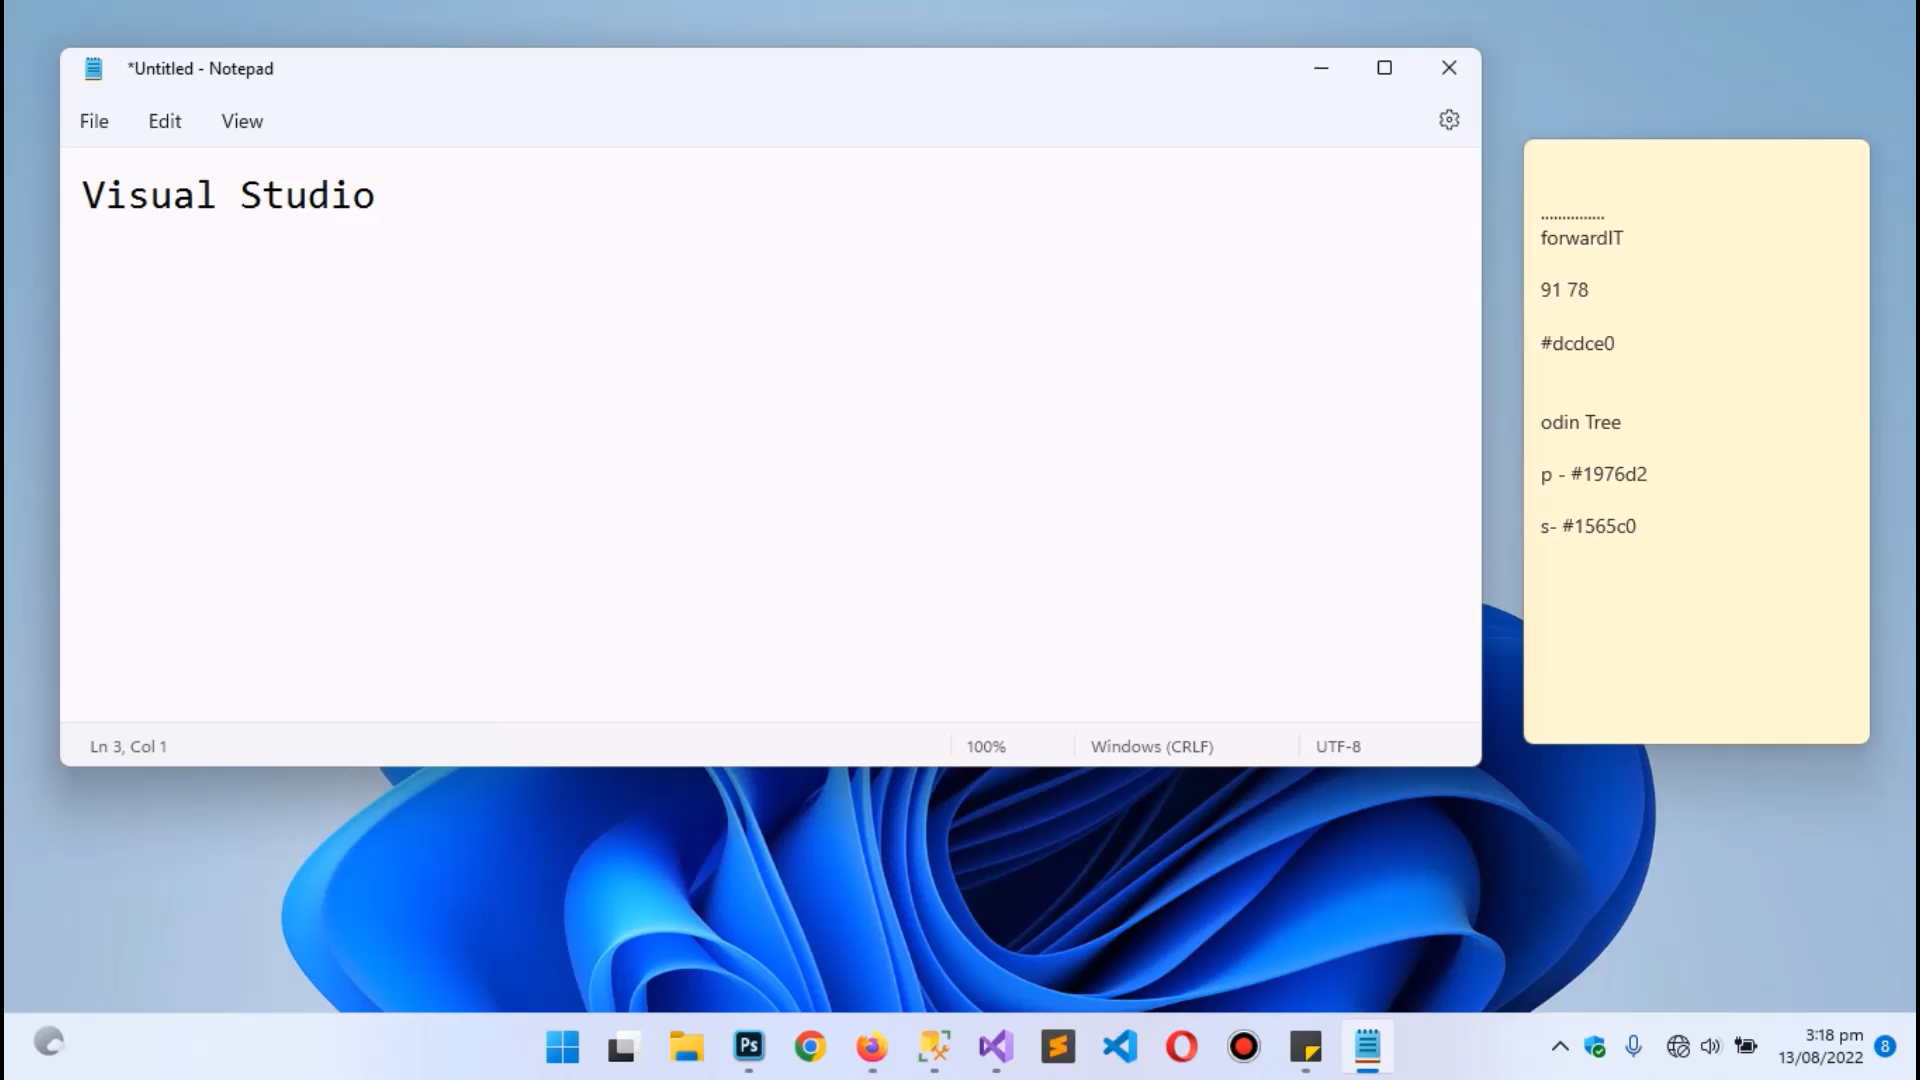 *Untitled - Notepad
File Edit View
Visual Studio
Ln 3, Col 1 100% Windows (CRLF) UTF-8
...............
forwardIT
91 78
#dcdce0
odin Tree
p - #1976d2
s- #1565c0
Ps
3:18 pm
13/08/2022
8